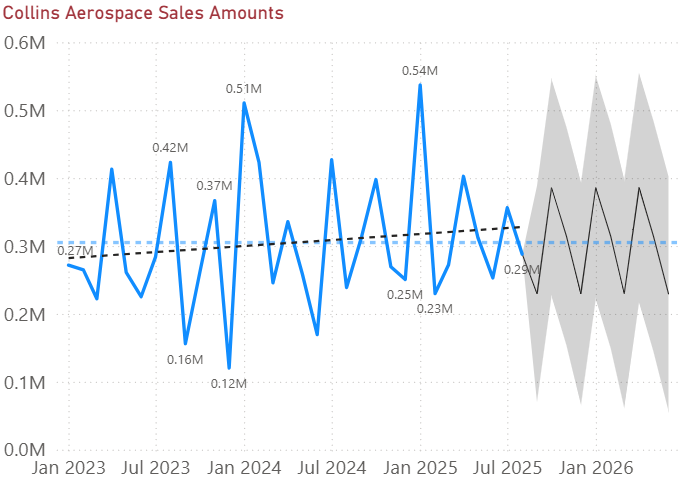 Collins Aerospace Sales Amounts
0.6M
0.54M
0.51M
0.5M
0.42M
0.4M
0.37M
0.3M
0.27M
0.29M
0.25M
0.23M
0.2M
0.16M
0.12M
0.1M
0.0M
Jan 2023 Jul 2023 Jan 2024 Jul 2024 Jan 2025 Jul 2025 Jan 2026